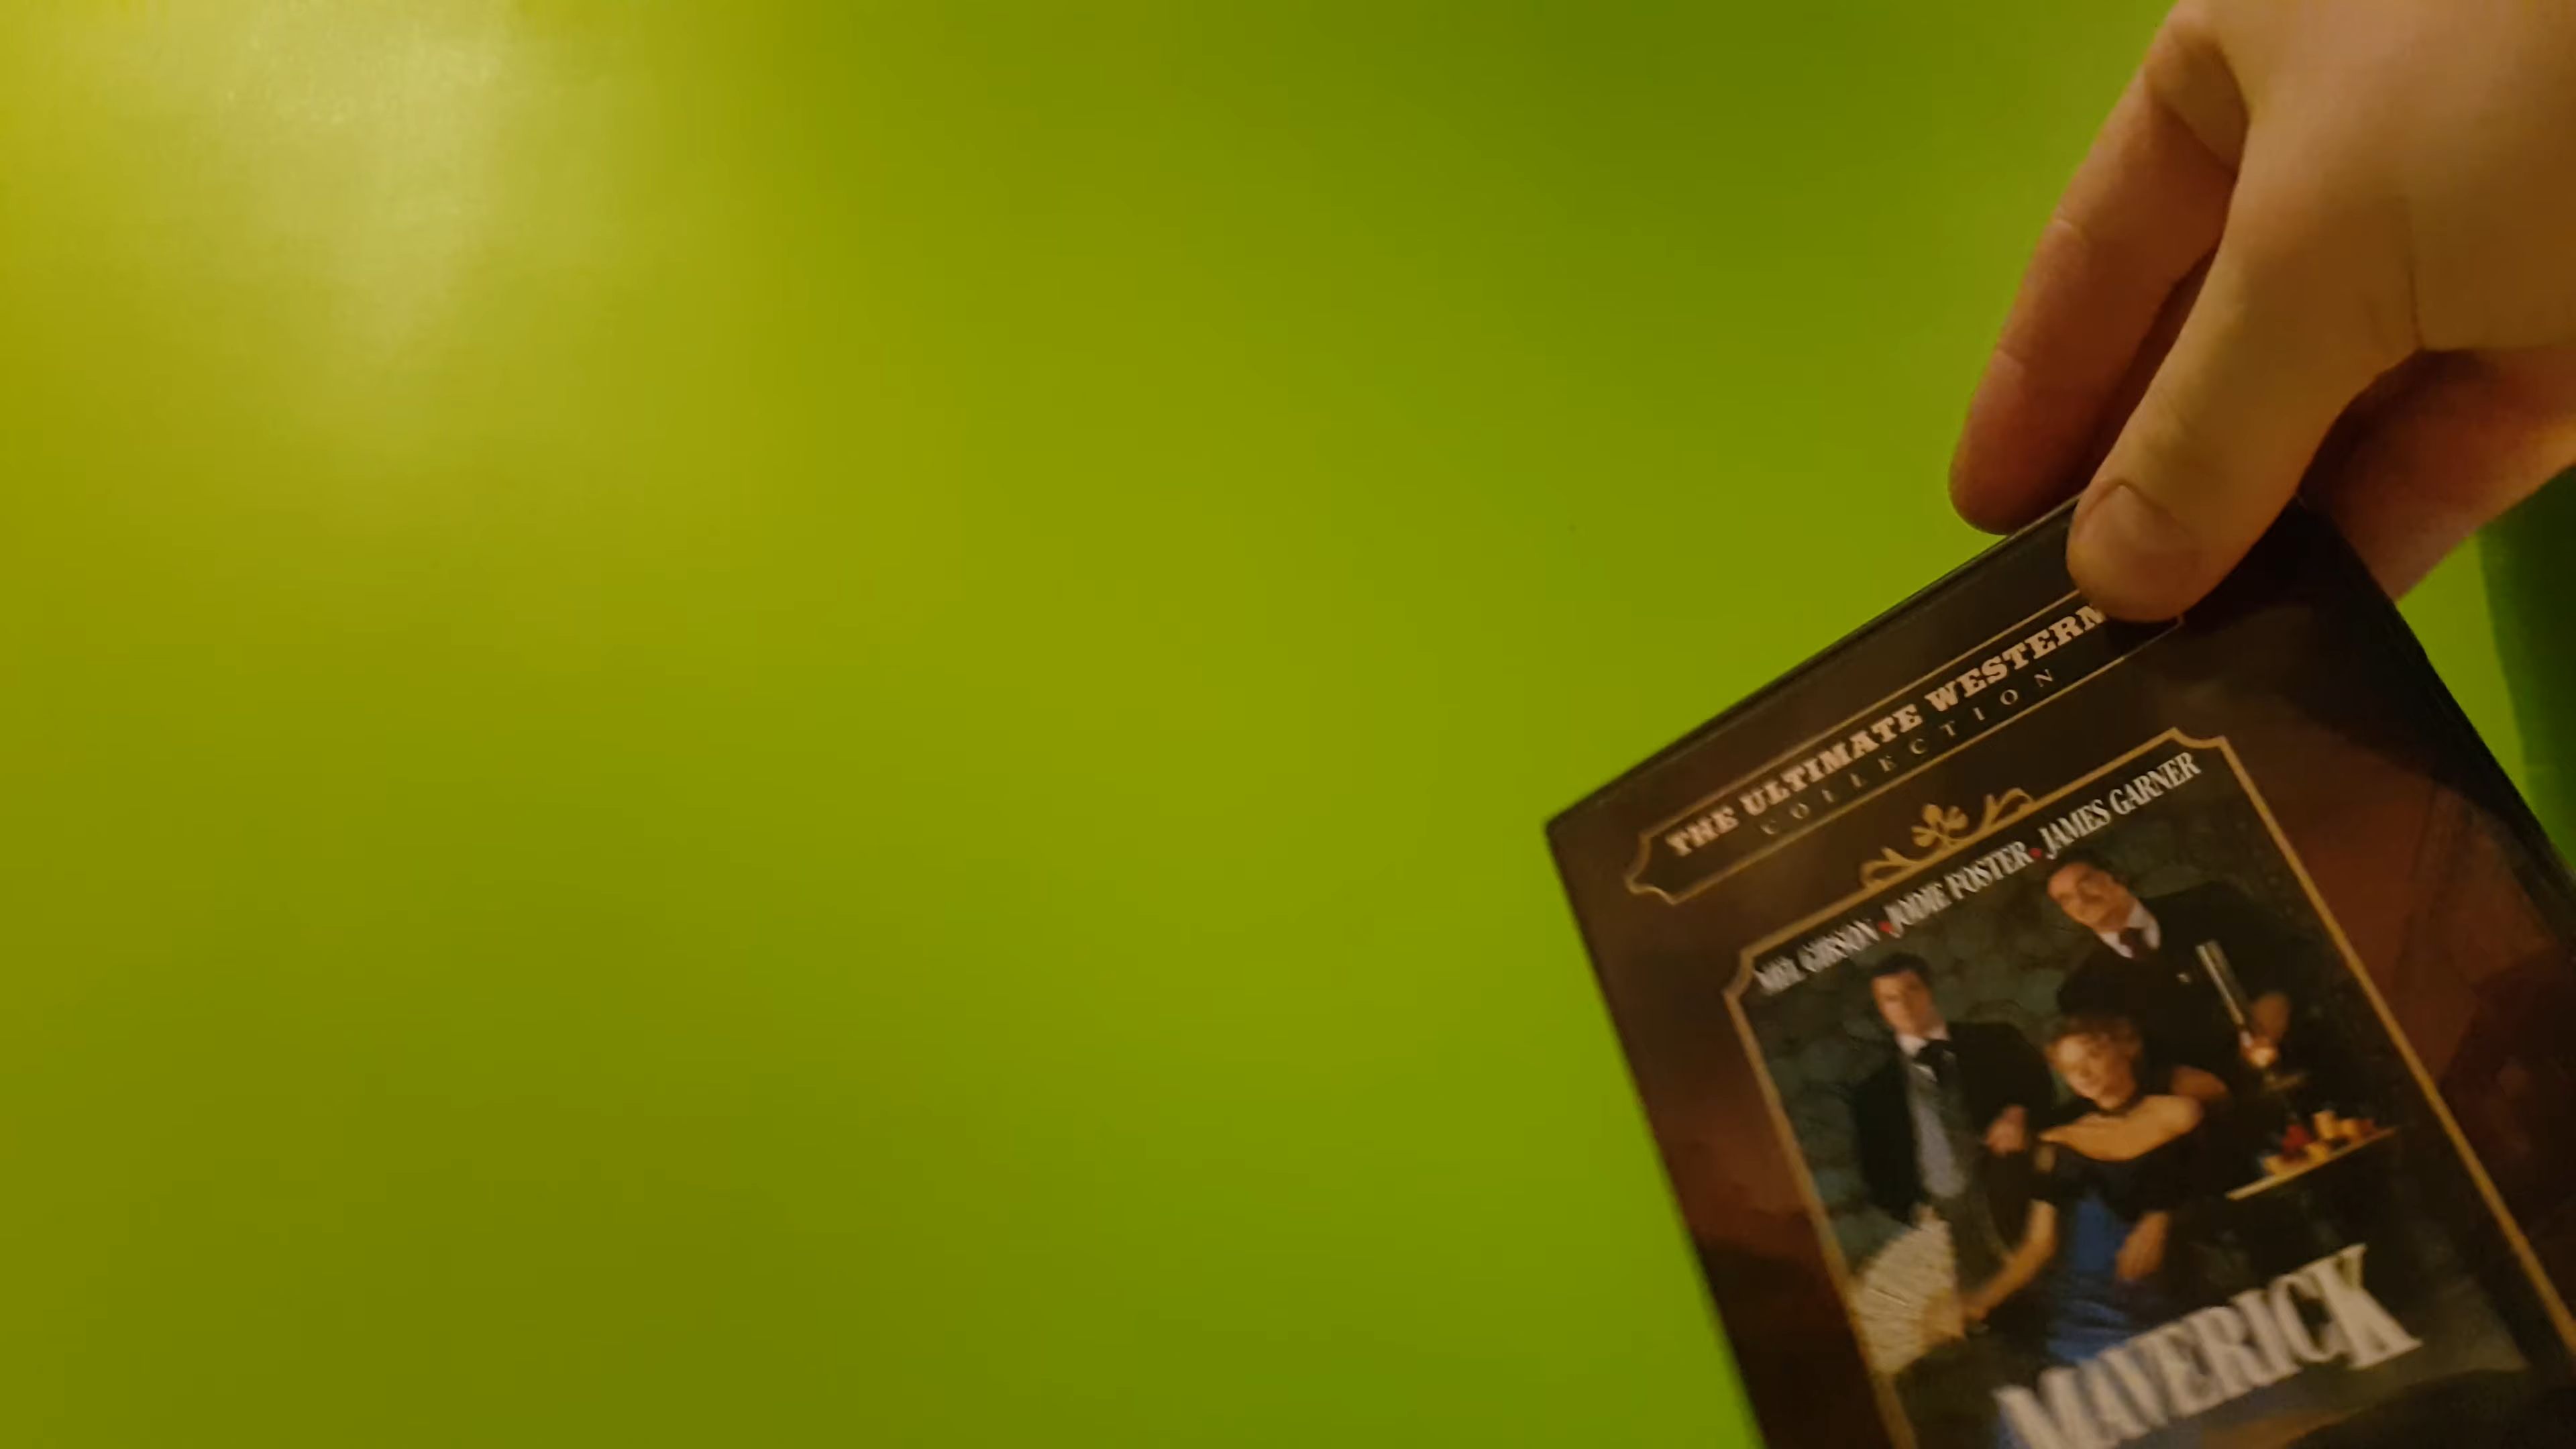 THE ULTIMATE WESTERN
COLLECTION
MEL GIBSON • JODIE FOSTER • JAMES GARNER
MAVERICK